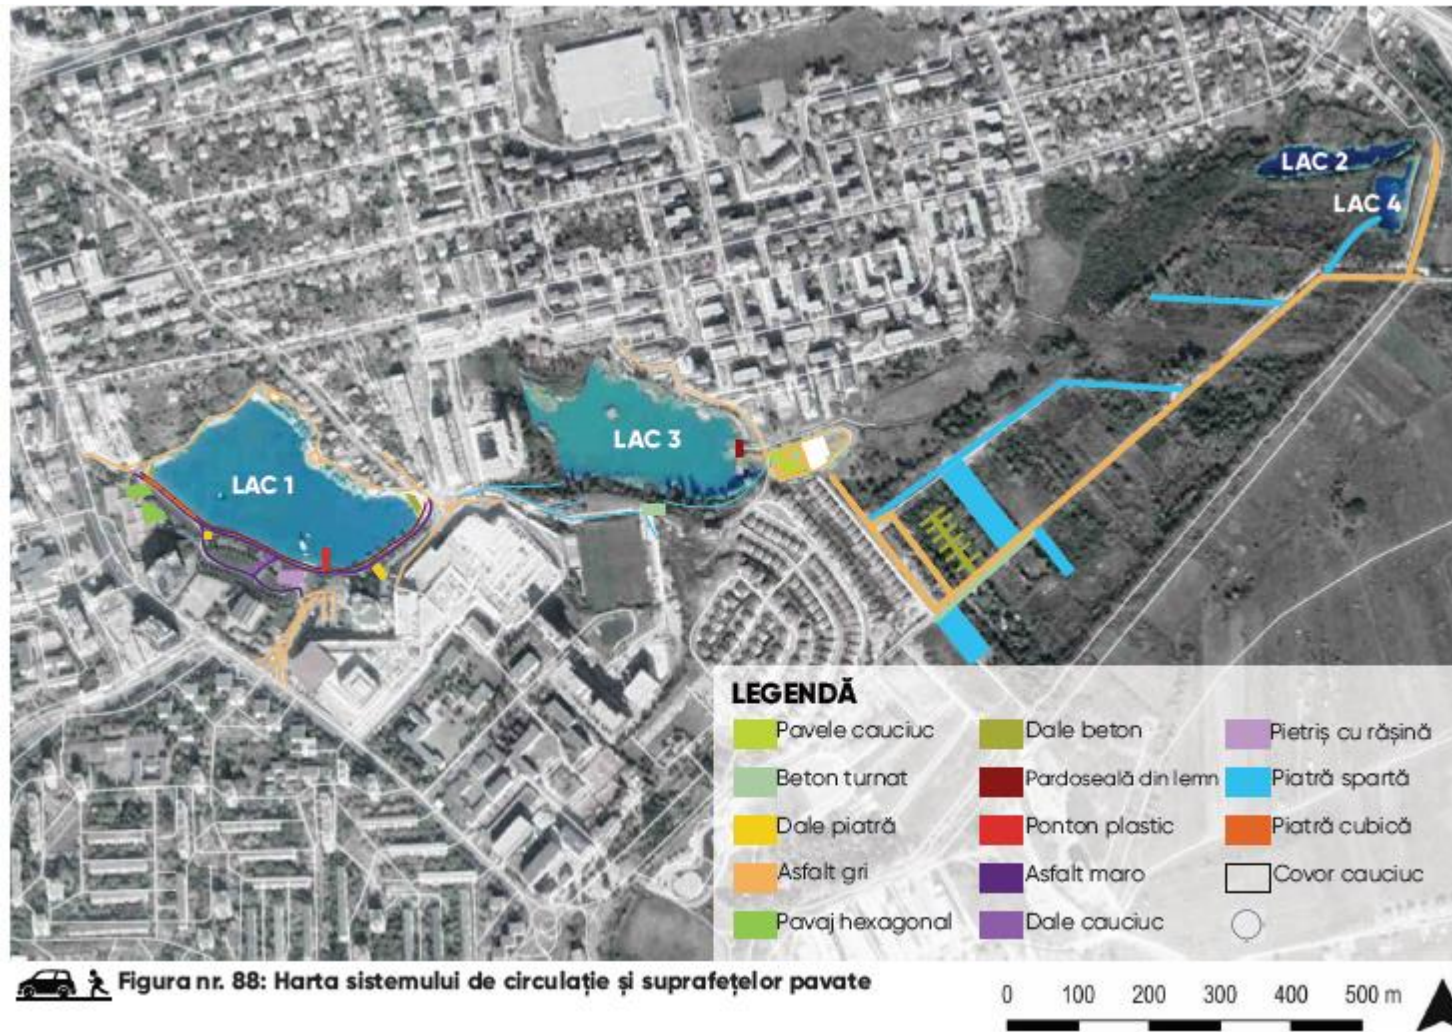 LAC 2
LAC 4
LAC 3
LAC 1
LEGENDĂ
Pavele cauciuc
Dale beton
Pietriș cu rășină
Beton turnat
Pardoseală din lemn
Piatră spartă
Dale piatră
Ponton plastic
Piatră cubică
Asfalt gri
Asfalt maro
Covor cauciuc
Pavaj hexagonal
Dale cauciuc
Figura nr. 88: Harta sistemului de circulație și suprafețelor pavate
0 100 200 300 400 500 m